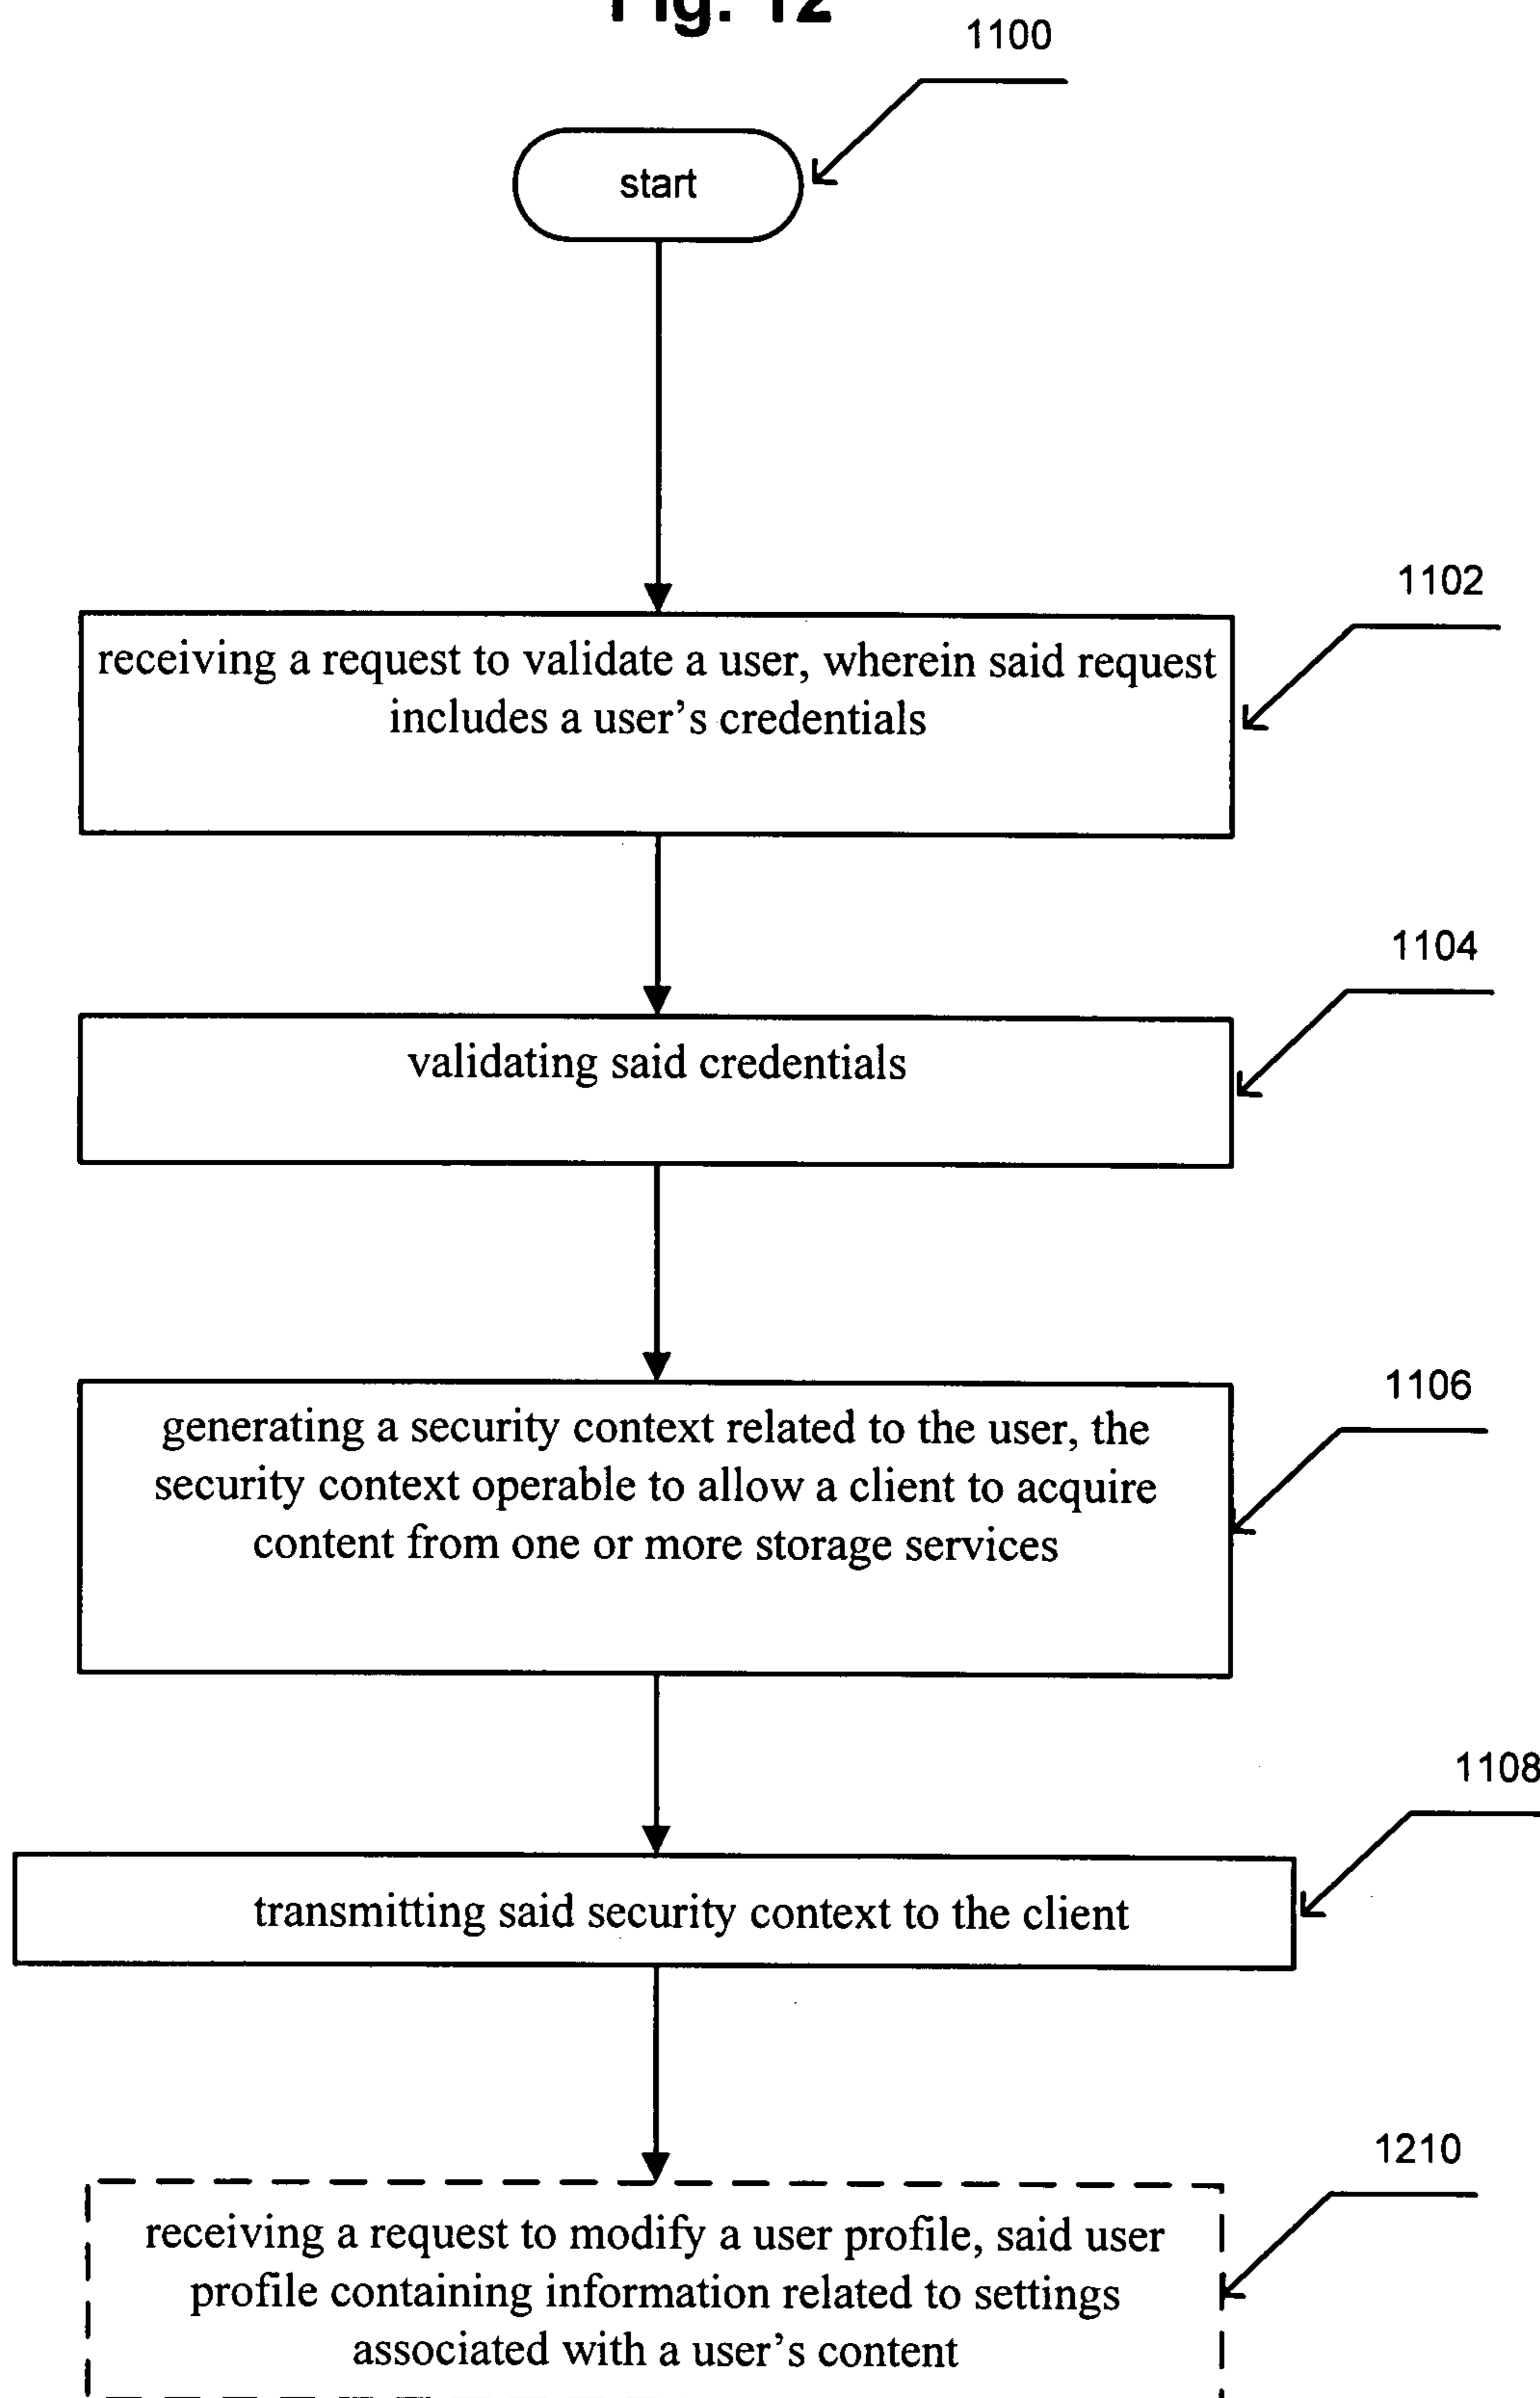 Fig. 12
1100
start
1102
receiving a request to validate a user, wherein said request
includes a user's credentials
1104
validating said credentials
1106
generating a security context related to the user, the
security context operable to allow a client to acquire
content from one or more storage services
1108
transmitting said security context to the client
1210
receiving a request to modify a user profile, said user
profile containing information related to settings
associated with a user's content